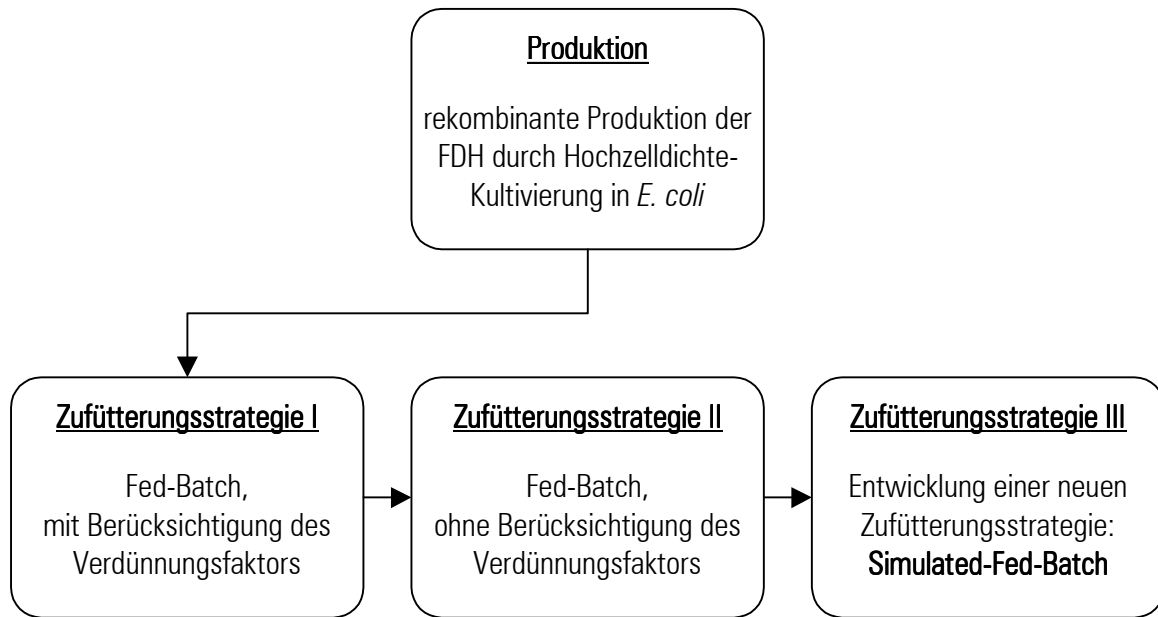 Produktion
rekombinante Produktion der
FDH durch Hochzelldichte-
Kultivierung in E. coli
Zufütterungsstrategie I
Fed-Batch,
mit Berücksichtigung des
Verdünnungsfaktors
Zufütterungsstrategie II
Fed-Batch,
ohne Berücksichtigung des
Verdünnungsfaktors
Zufütterungsstrategie III
Entwicklung einer neuen
Zufütterungsstrategie:
Simulated-Fed-Batch